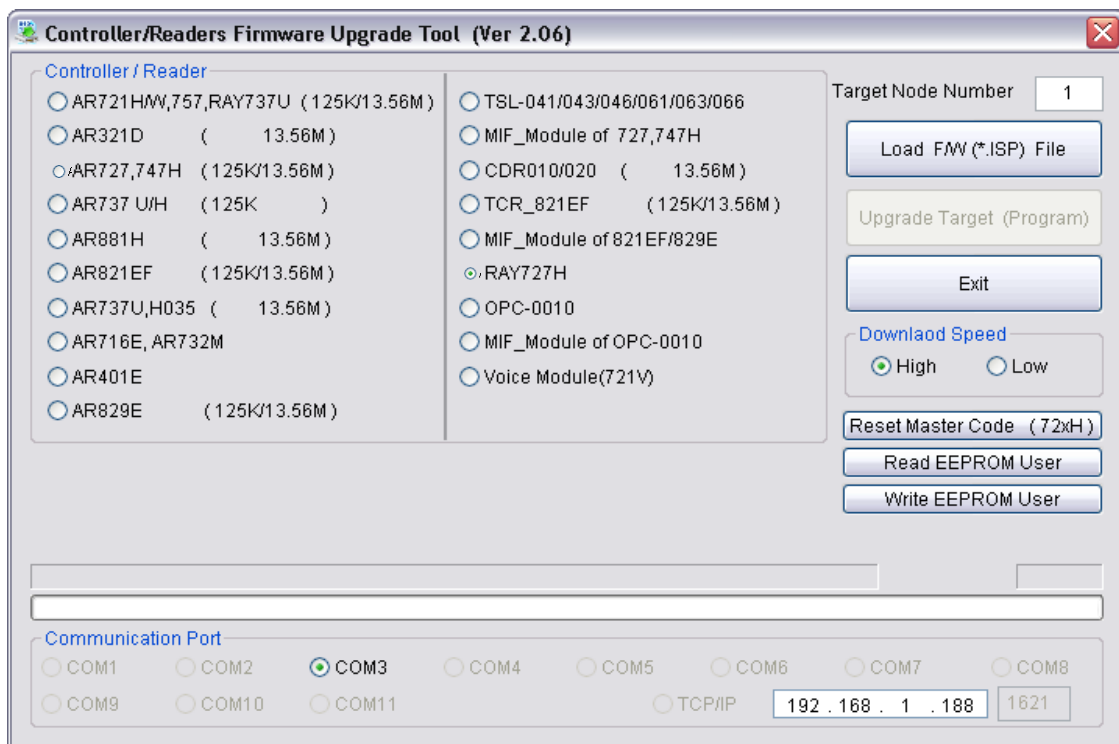 Controller/Readers Firmware Upgrade Tool (Ver 2.06)
Controller / Reader
AR721H/W,757,RAY737U (125K/13.56M)
AR321D ( 13.56M)
AR727,747H (125K/13.56M)
AR737 U/H (125K )
AR881H ( 13.56M)
AR821EF (125K/13.56M)
AR737U,H035 ( 13.56M)
AR716E, AR732M
AR401E
AR829E (125K/13.56M)
TSL-041/043/046/061/063/066
MIF_Module of 727,747H
CDR010/020 ( 13.56M)
TCR_821EF (125K/13.56M)
MIF_Module of 821EF/829E
RAY727H
OPC-0010
MIF_Module of OPC-0010
Voice Module(721V)
Target Node Number 1
Load F/W (*.ISP) File
Upgrade Target (Program)
Exit
Downlaod Speed
High Low
Reset Master Code (72xH)
Read EEPROM User
Write EEPROM User
Communication Port
COM1 COM2 COM3 COM4 COM5 COM6 COM7 COM8
COM9 COM10 COM11 TCP/IP 192 . 168 . 1 . 188 1621